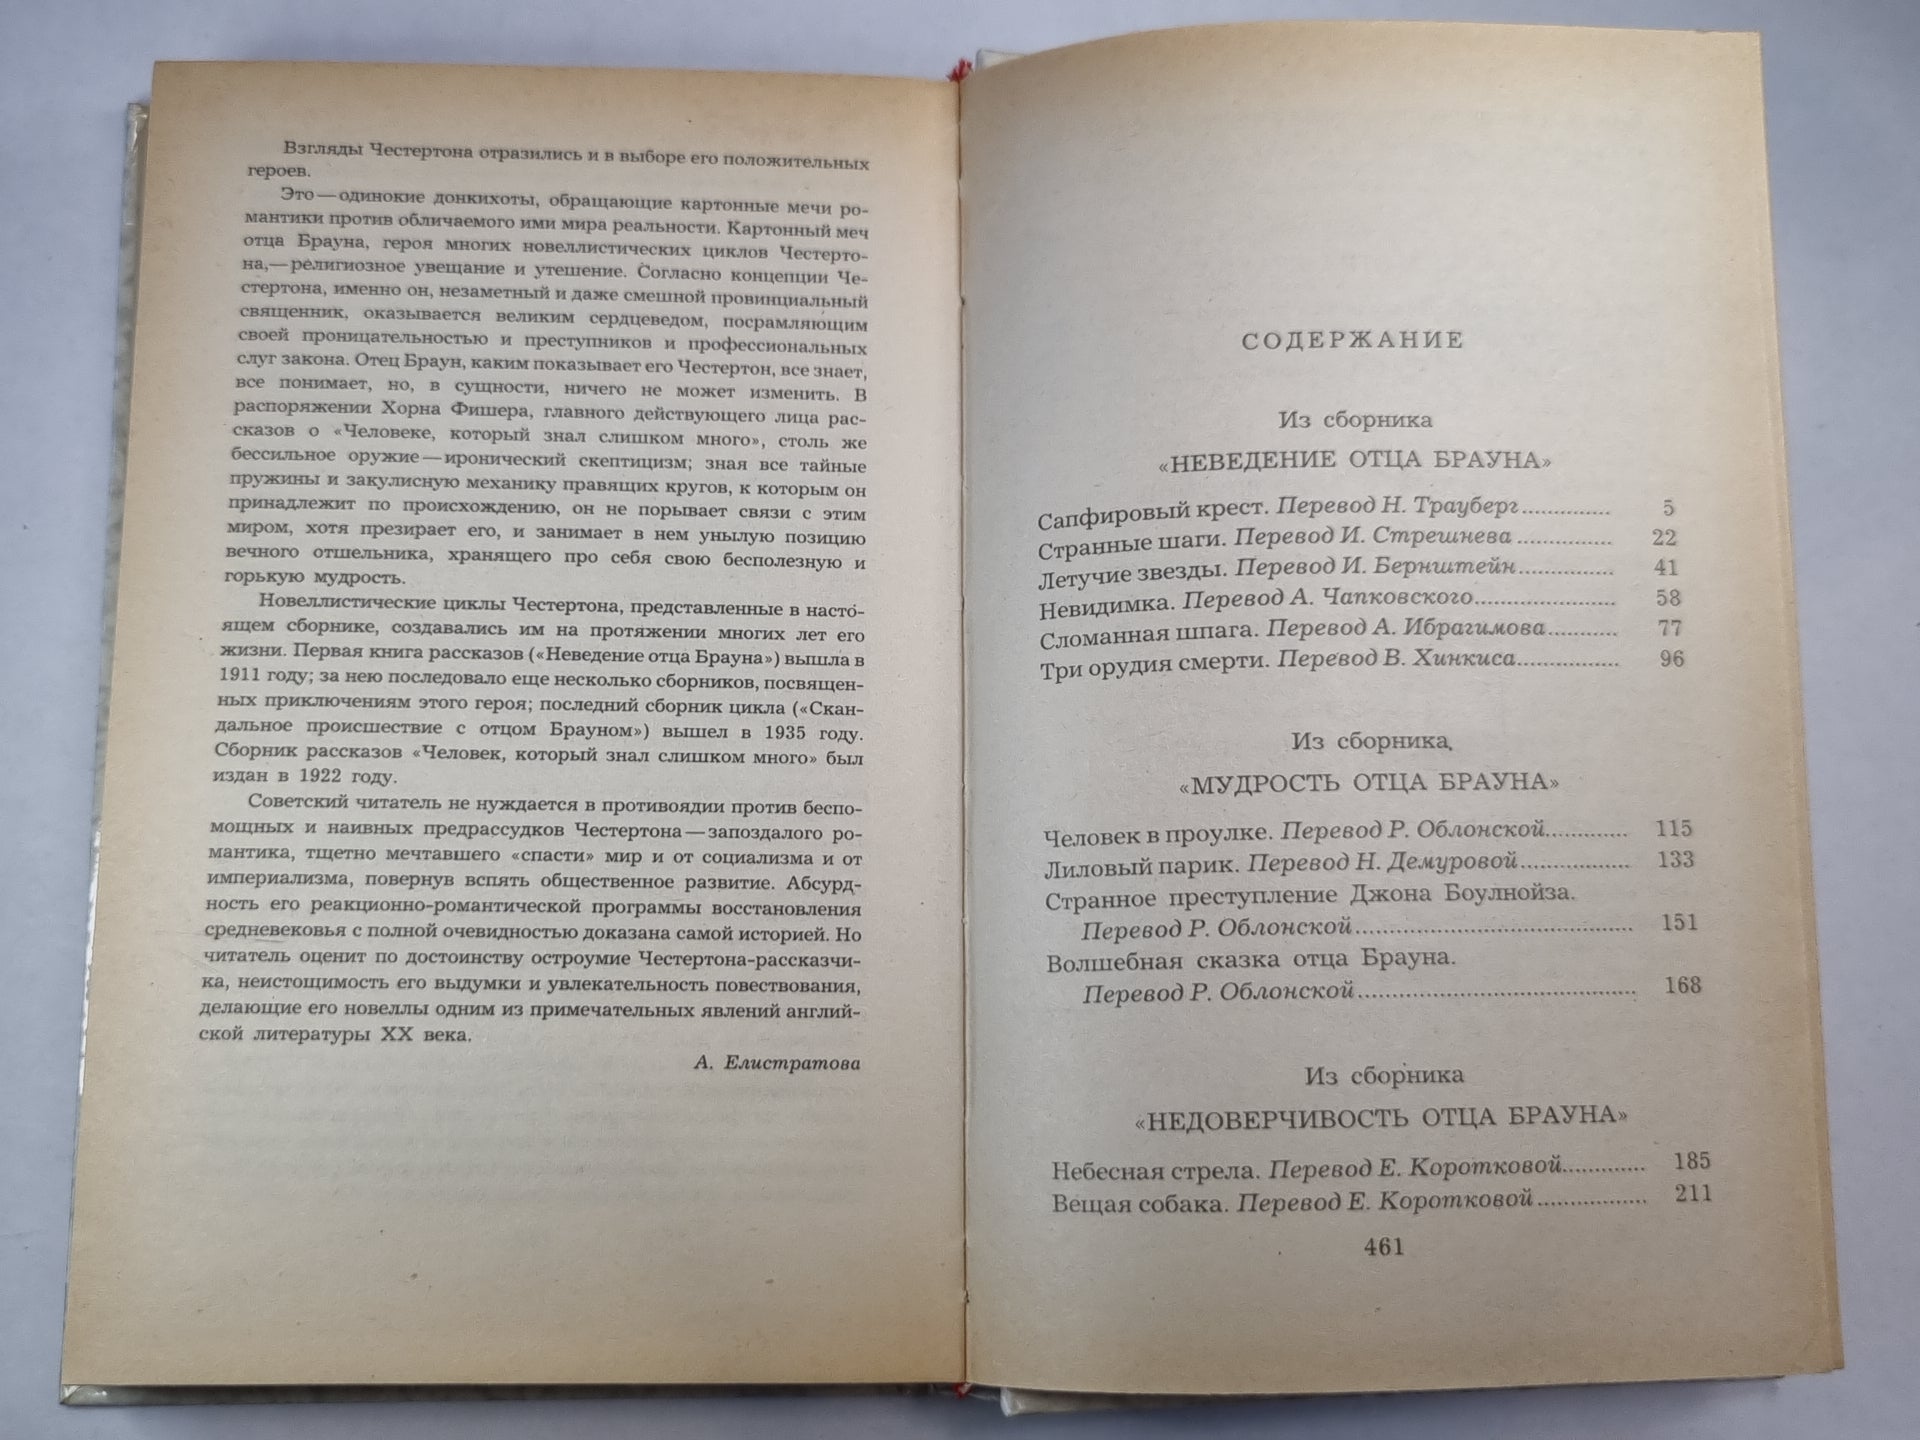 Взгляды Честертона отразились и в выборе его положительных
героев.
Это — одинокие донкихоты, обращающие картонные мечи ро-
мантики против обличаемого ими мира реальности. Картонный меч
отца Брауна, героя многих новеллистических циклов Честерто-
на,— религиозное увещание и утешение. Согласно концепции Че-
стертона, именно он, незаметный и даже смешной провинциальный
священник, оказывается великим сердцеведом, посрамляющим
своей проницательностью и преступников и профессиональных
слуг закона. Отец Браун, каким показывает его Честертон, все знает,
все понимает, но, в сущности, ничего не может изменить. В
распоряжении Хорна Фишера, главного действующего лица рас-
сказов о «Человеке, который знал слишком много», столь же
бессильное оружие — иронический скептицизм; зная все тайные
пружины и закулисную механику правящих кругов, к которым он
принадлежит по происхождению, он не порывает связи с этим
миром, хотя презирает его, и занимает в нем унылую позицию
вечного отшельника, хранящего про себя свою бесполезную и
горькую мудрость.
Новеллистические циклы Честертона, представленные в насто-
ящем сборнике, создавались им на протяжении многих лет его
жизни. Первая книга рассказов («Неведение отца Брауна») вышла в
1911 году; за нею последовало еще несколько сборников, посвящен-
ных приключениям этого героя; последний сборник цикла («Скан-
дальное происшествие с отцом Брауном») вышел в 1935 году.
Сборник рассказов «Человек, который знал слишком много» был
издан в 1922 году.
Советский читатель не нуждается в противоядии против беспо-
мощных и наивных предрассудков Честертона — запоздалого ро-
мантика, тщетно мечтавшего «спасти» мир и от социализма и от
империализма, повернув вспять общественное развитие. Абсурд-
ность его реакционно-романтической программы восстановления
средневековья с полной очевидностью доказана самой историей. Но
читатель оценит по достоинству остроумие Честертона-рассказчи-
ка, неистощимость его выдумки и увлекательность повествования,
делающие его новеллы одним из примечательных явлений англий-
ской литературы XX века.
А. Елистратова
СОДЕРЖАНИЕ
Из сборника
«НЕВЕДЕНИЕ ОТЦА БРАУНА»
Сапфировый крест. Перевод Н. Трауберг.............. 5
Странные шаги. Перевод И. Стрешнева .............. 22
Летучие звезды. Перевод И. Бернштейн.............. 41
Невидимка. Перевод А. Чапковского.................... 58
Сломанная шпага. Перевод А. Ибрагимова.......... 77
Три орудия смерти. Перевод В. Хинкиса.............. 96
Из сборника
«МУДРОСТЬ ОТЦА БРАУНА»
Человек в проулке. Перевод Р. Облонской............ 115
Лиловый парик. Перевод Н. Демуровой................ 133
Странное преступление Джона Боулнойза.
Перевод Р. Облонской........................................ 151
Волшебная сказка отца Брауна.
Перевод Р. Облонской........................................ 168
Из сборника
«НЕДОВЕРЧИВОСТЬ ОТЦА БРАУНА»
Небесная стрела. Перевод Е. Коротковой............ 185
Вещая собака. Перевод Е. Коротковой ................ 211
461